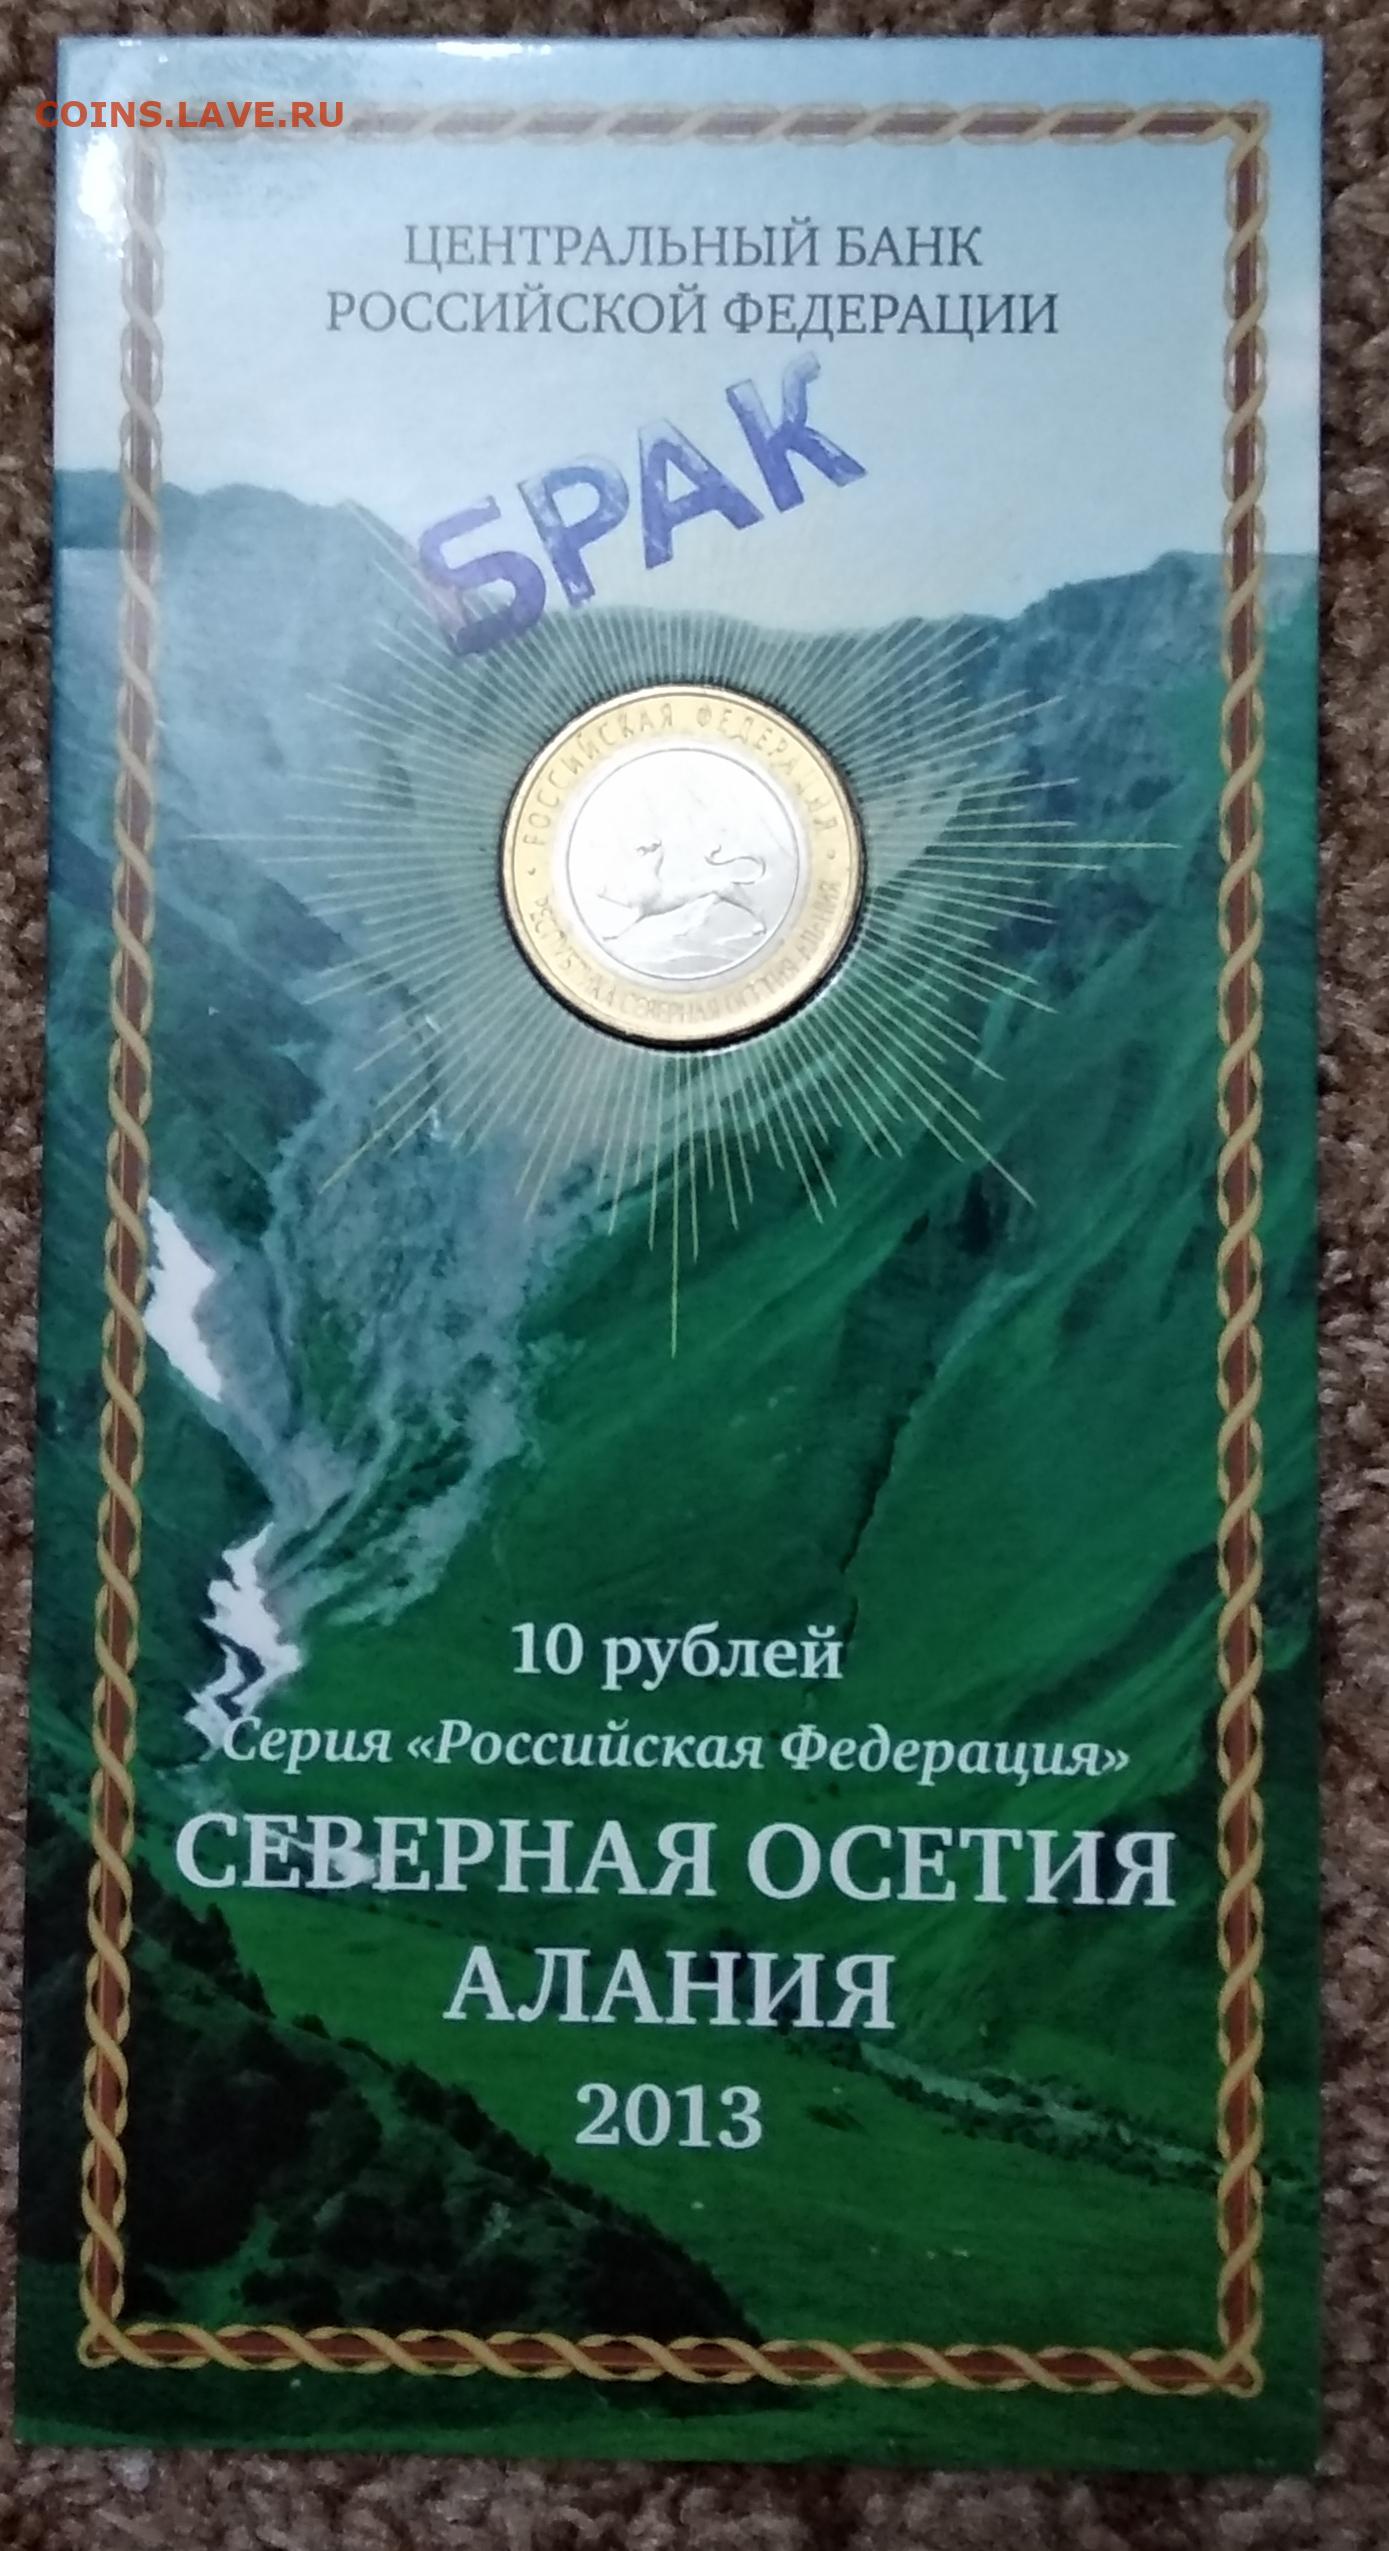 COINS.LAVE.RU
ЦЕНТРАЛЬНЫЙ БАНК
РОССИЙСКОЙ ФЕДЕРАЦИИ
БРАК
РОССИЙСКАЯ ФЕДЕРАЦИЯ
РЕСПУБЛИКА СЕВЕРНАЯ ОСЕТИЯ-АЛАНИЯ
10 рублей
Серия «Российская Федерация»
СЕВЕРНАЯ ОСЕТИЯ
АЛАНИЯ
2013